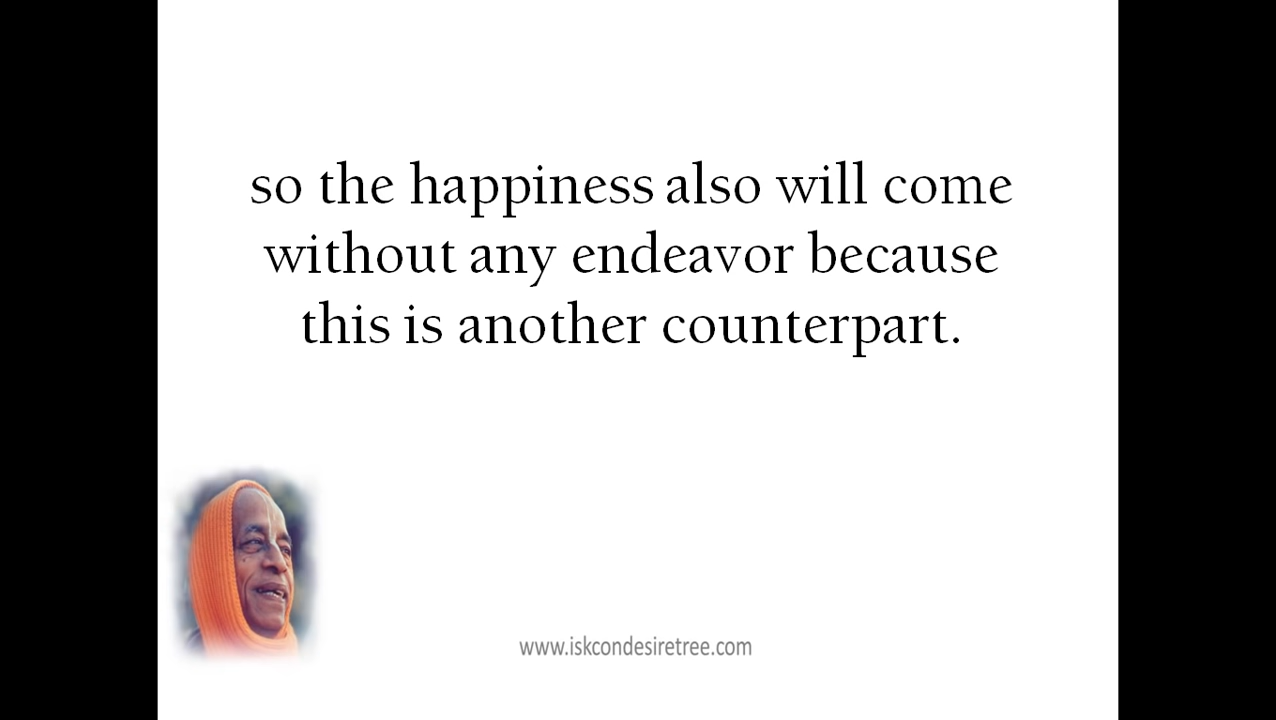 so the happiness also will come
without any endeavor because
this is another counterpart.
www.iskcondesiretree.com